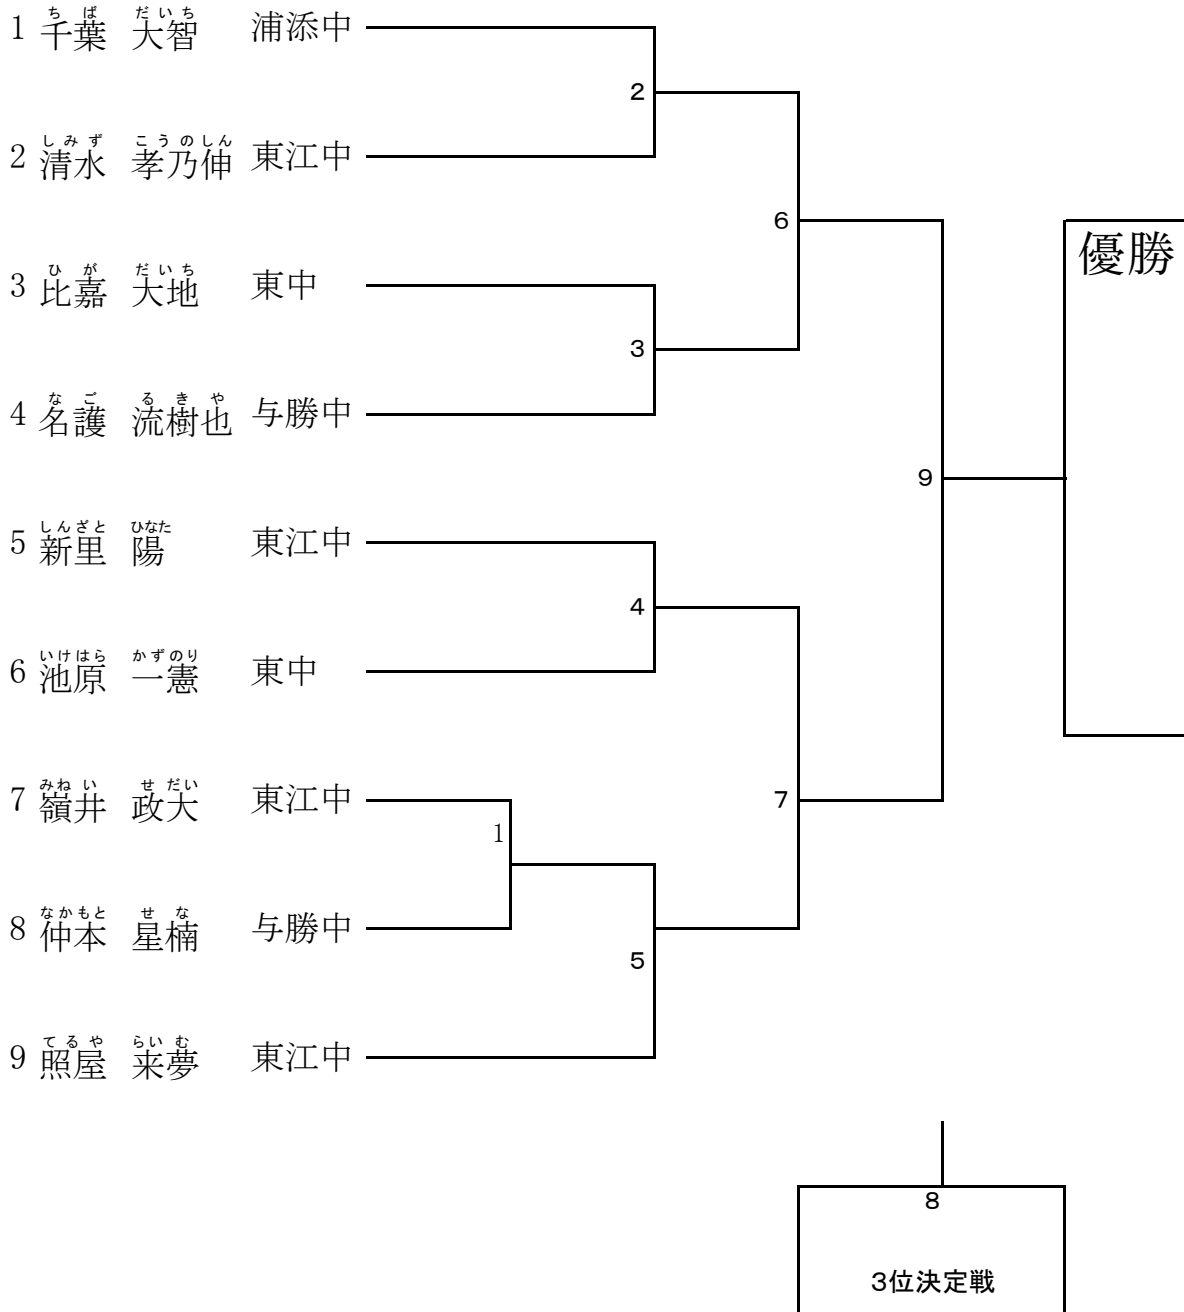 ちば だいち
1 千葉 大智 浦添中
2
しみず こうのしん
2 清水 孝乃伸 東江中
6
優勝
ひが だいち
3 比嘉 大地 東中
3
なご るきや
4 名護 流樹也 与勝中
9
しんざと ひなた
5 新里 陽 東江中
4
いけはら かずのり
6 池原 一憲 東中
みねい せだい
7 嶺井 政大 東江中
7
1
なかもと せな
8 仲本 星楠 与勝中
5
てるや らいむ
9 照屋 来夢 東江中
8
3位決定戦